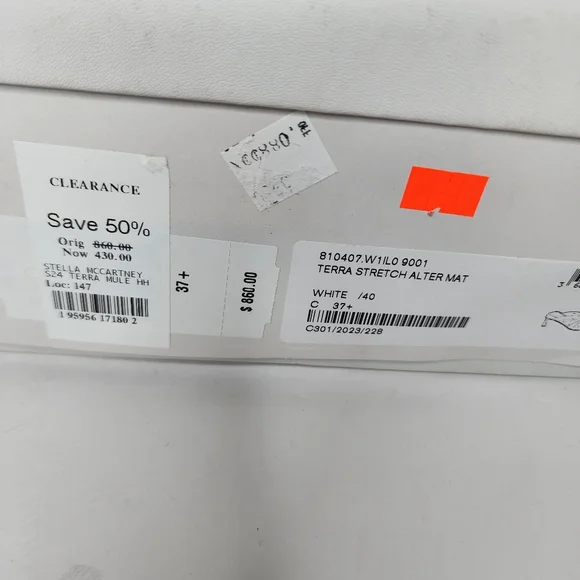 CLEARANCE
Save 50%
Orig 860.00
Now 430.00
STELLA MCCARTNEY
S24 TERRA MULE HH
Loc: 147
1 95956 17180 2
37+
$ 860.00
810407.W1IL0 9001
TERRA STRETCH ALTER MAT
WHITE /40
C 37+
C301/2023/228